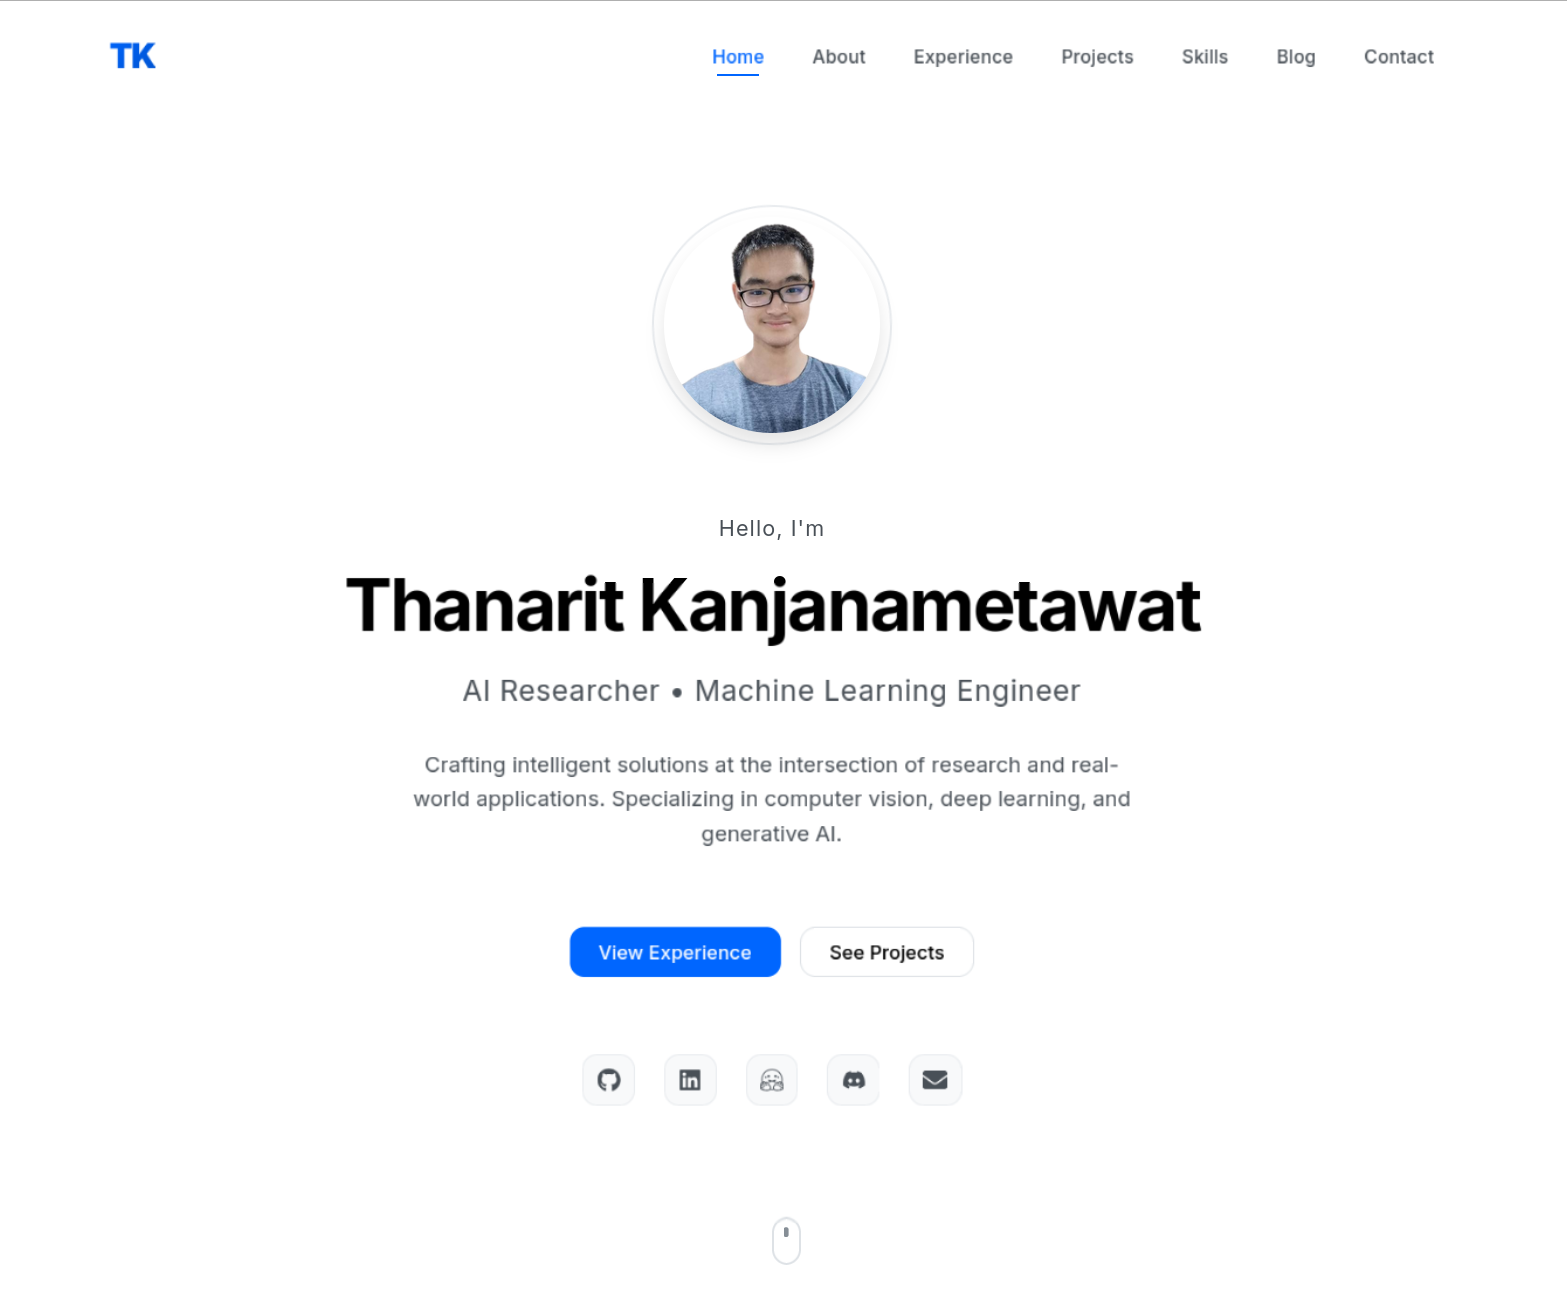 TK
Home About Experience Projects Skills Blog Contact
Hello, I'm
Thanarit Kanjanametawat
AI Researcher • Machine Learning Engineer
Crafting intelligent solutions at the intersection of research and real-
world applications. Specializing in computer vision, deep learning, and
generative AI.
View Experience See Projects
in